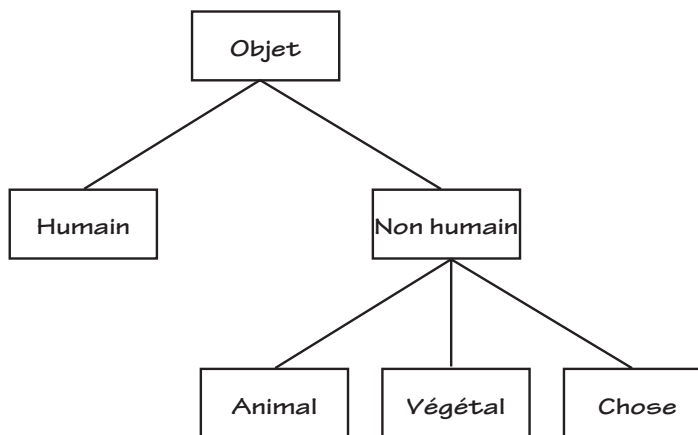 Objet
Humain
Non humain
Animal
Végétal
Chose